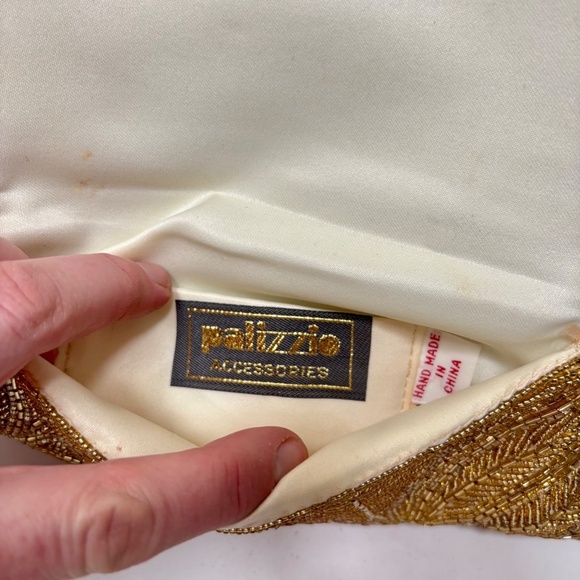 palizzio
ACCESSORIES
HAND MADE
IN
CHINA